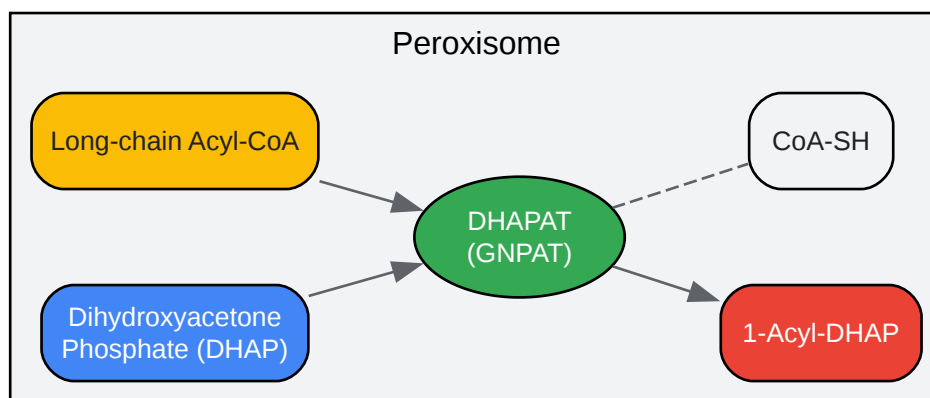 Peroxisome
Long-chain Acyl-CoA
CoA-SH
DHAPAT
(GNPAT)
Dihydroxyacetone
Phosphate (DHAP)
1-Acyl-DHAP